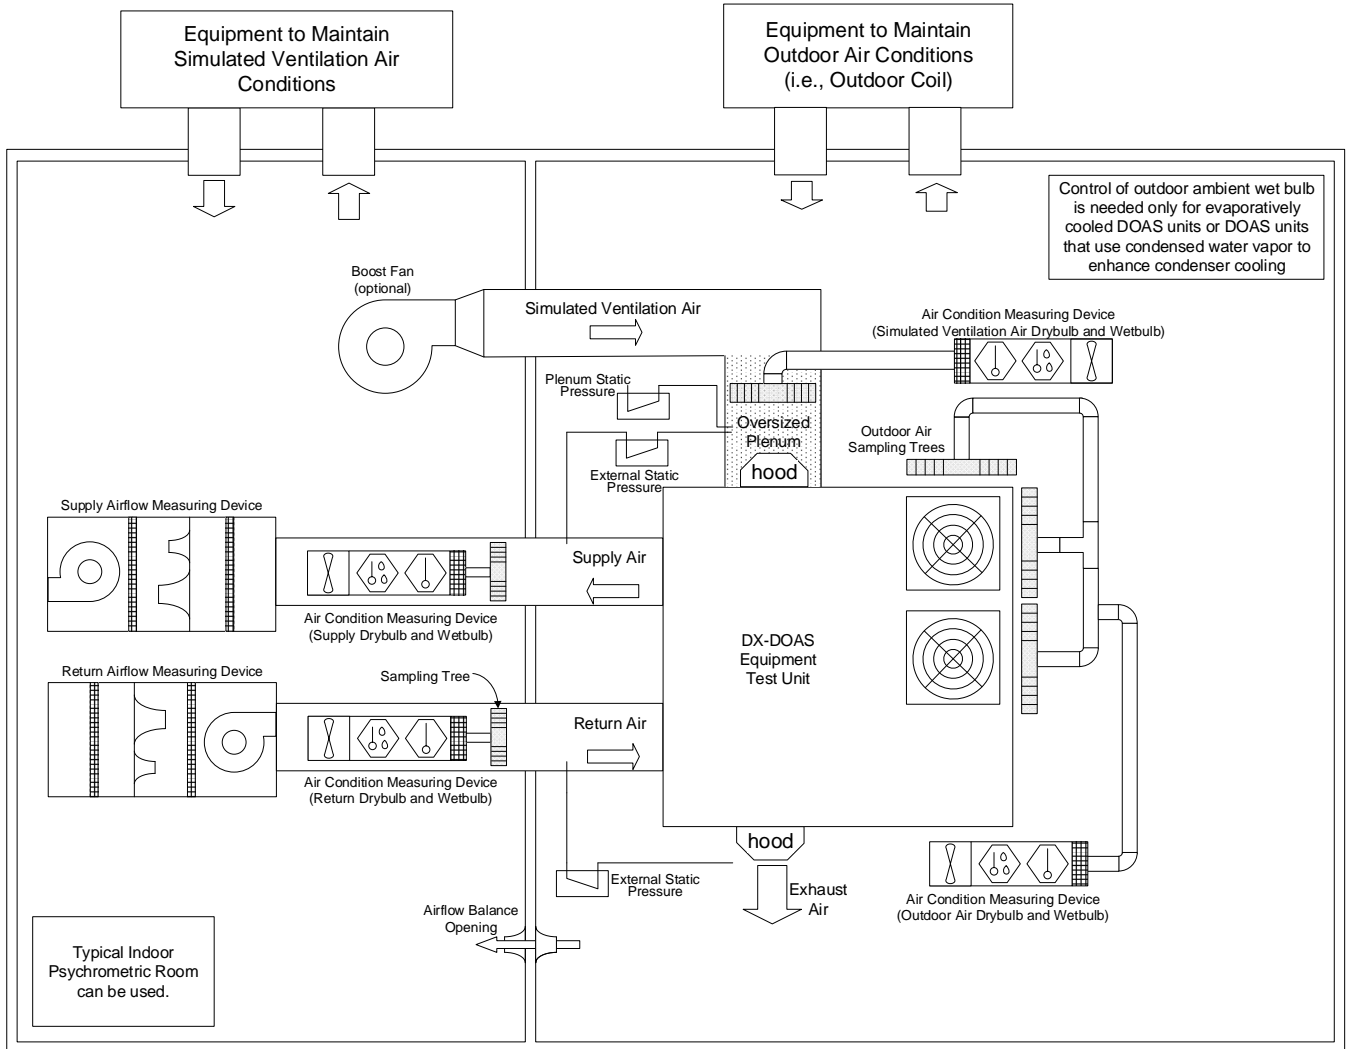 Equipment to Maintain
Simulated Ventilation Air
Conditions
Equipment to Maintain
Outdoor Air Conditions
(i.e., Outdoor Coil)
Control of outdoor ambient wet bulb
is needed only for evaporatively
cooled DOAS units or DOAS units
that use condensed water vapor to
enhance condenser cooling
Boost Fan
(optional)
Simulated Ventilation Air
Air Condition Measuring Device
(Simulated Ventilation Air Drybulb and Wetbulb)
Plenum Static
Pressure
Oversized
Plenum
Outdoor Air
Sampling Trees
External Static
Pressure
hood
Supply Airflow Measuring Device
Supply Air
Air Condition Measuring Device
(Supply Drybulb and Wetbulb)
DX-DOAS
Equipment
Test Unit
Return Airflow Measuring Device
Sampling Tree
Return Air
Air Condition Measuring Device
(Return Drybulb and Wetbulb)
hood
External Static
Pressure
Exhaust
Air
Air Condition Measuring Device
(Outdoor Air Drybulb and Wetbulb)
Airflow Balance
Opening
Typical Indoor
Psychrometric Room
can be used.